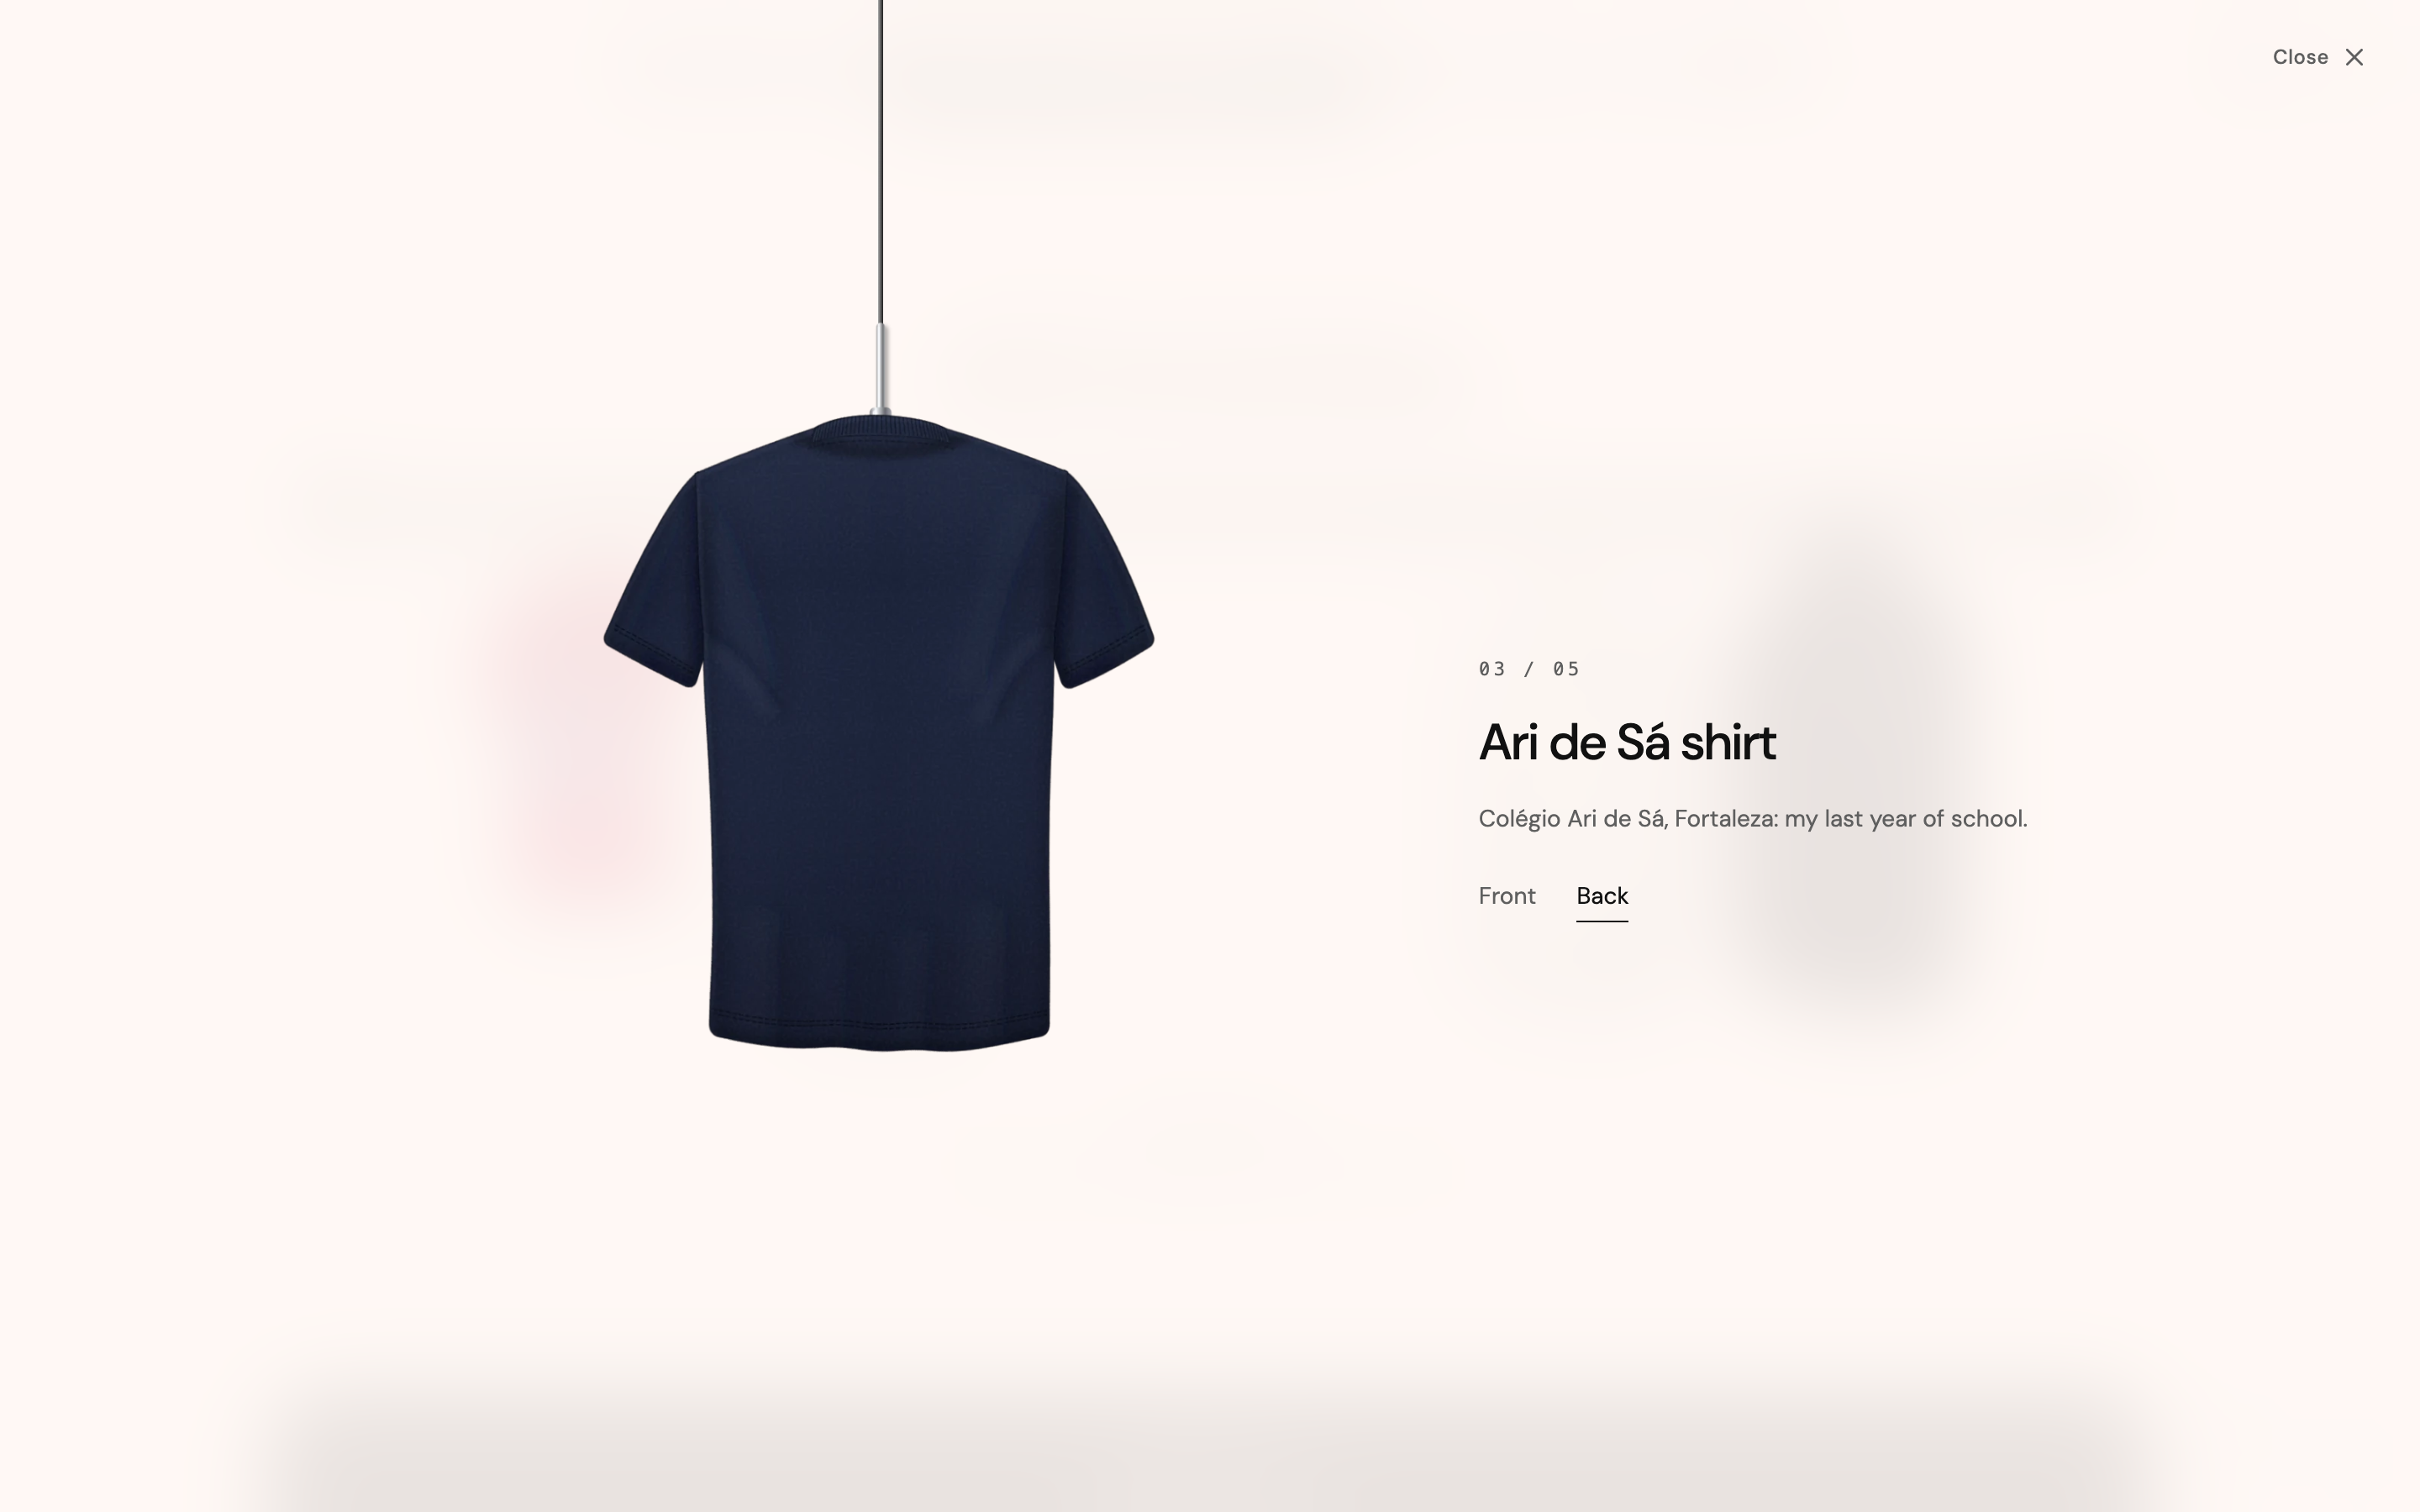 Close
03 / 05
Ari de Sá shirt
Colégio Ari de Sá, Fortaleza: my last year of school.
Front Back